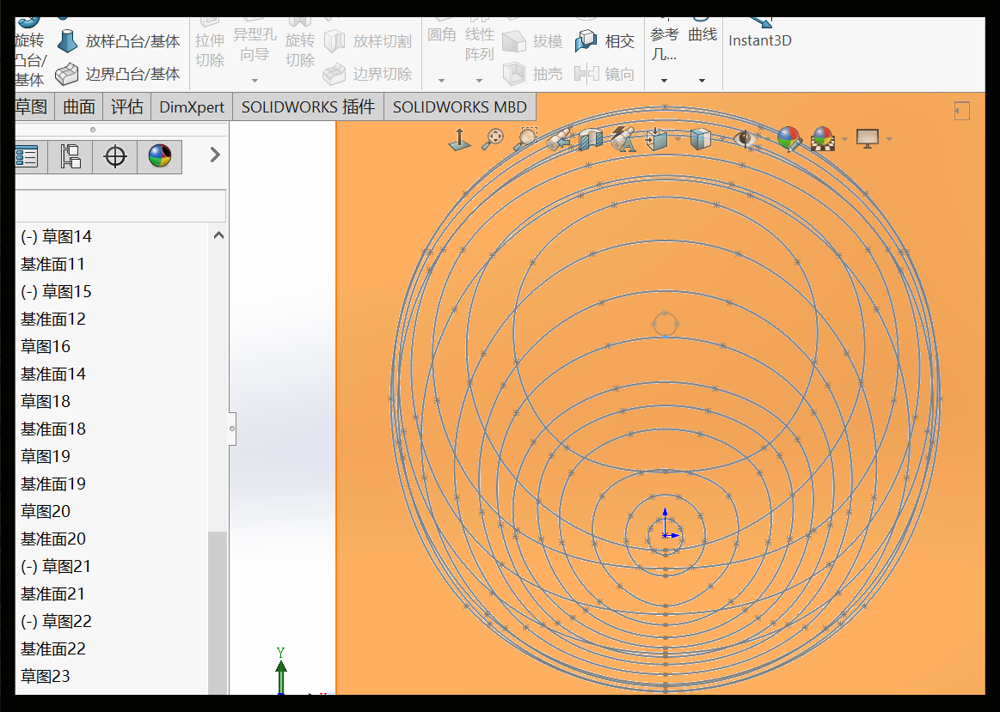 旋转
凸台/
基体
放样凸台/基体
边界凸台/基体
拉伸
切除
异型孔
向导
旋转
切除
放样切割
边界切除
圆角
线性
阵列
拔模
抽壳
相交
镜向
参考
几...
曲线
Instant3D
草图 曲面 评估 DimXpert SOLIDWORKS 插件 SOLIDWORKS MBD
(-) 草图14
基准面11
(-) 草图15
基准面12
草图16
基准面14
草图18
基准面18
草图19
基准面19
草图20
基准面20
(-) 草图21
基准面21
(-) 草图22
基准面22
草图23
Y